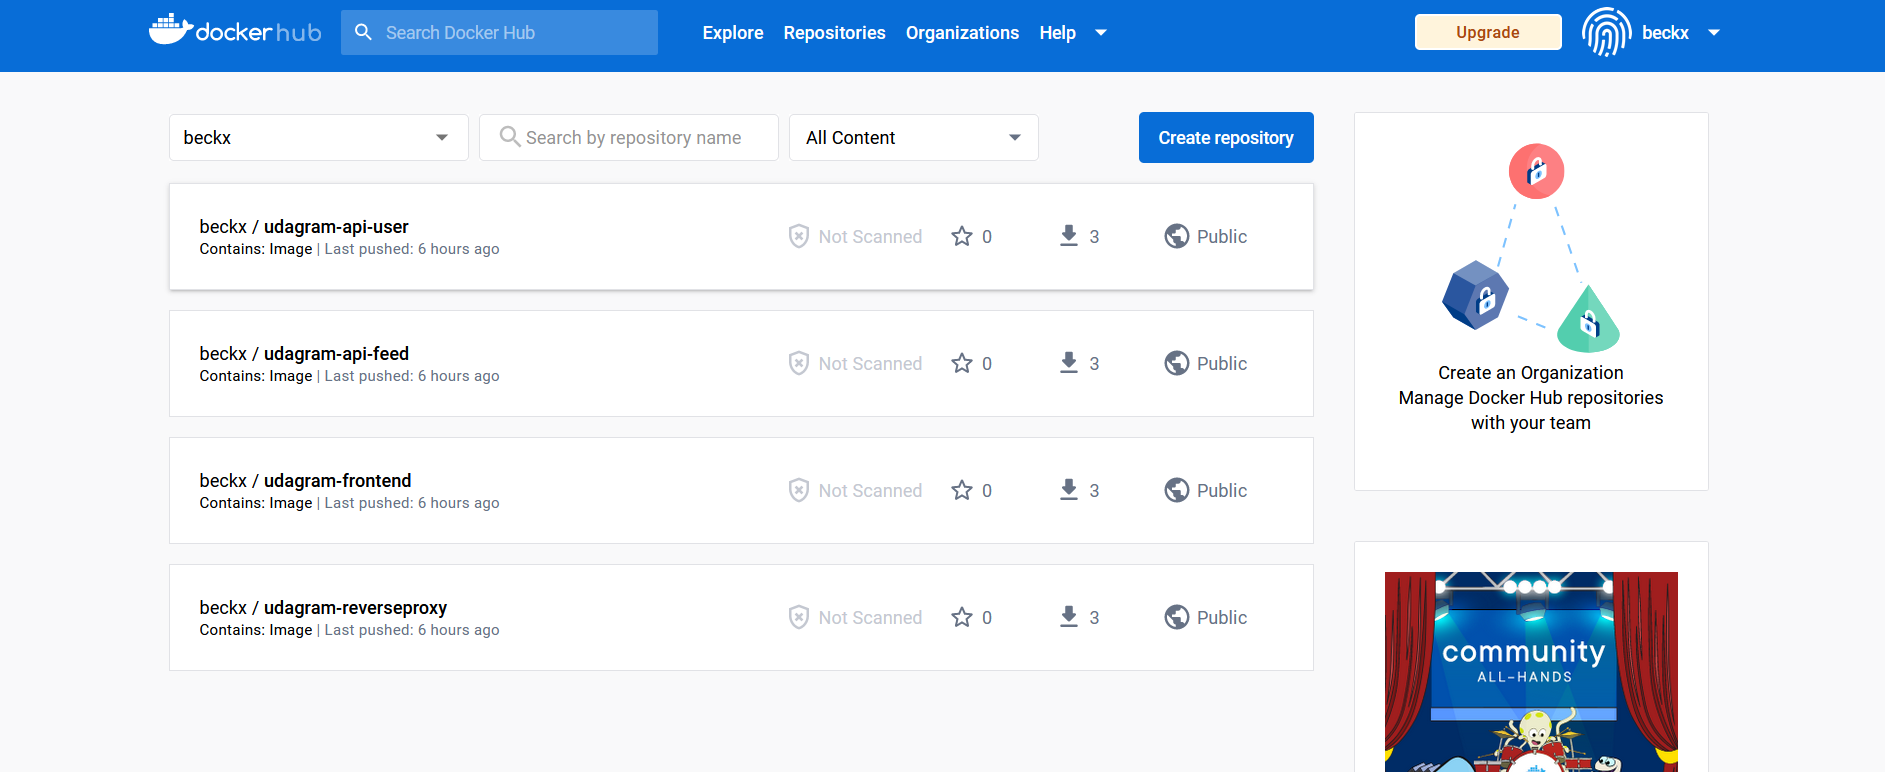 docker hub
Search Docker Hub
Explore Repositories Organizations Help
Upgrade
beckx
beckx
Search by repository name
All Content
Create repository
beckx / udagram-api-user
Contains: Image | Last pushed: 6 hours ago
Not Scanned
0
3
Public
beckx / udagram-api-feed
Contains: Image | Last pushed: 6 hours ago
Not Scanned
0
3
Public
beckx / udagram-frontend
Contains: Image | Last pushed: 6 hours ago
Not Scanned
0
3
Public
beckx / udagram-reverseproxy
Contains: Image | Last pushed: 6 hours ago
Not Scanned
0
3
Public
Create an Organization
Manage Docker Hub repositories
with your team
community
ALL-HANDS